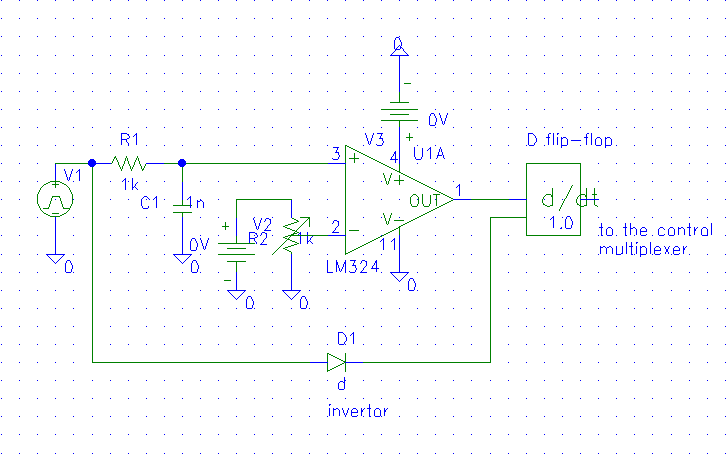 0
-
0V
+
D flip-flop
R1
V3
U1A
3
4
V1
+
V+
1
1k
OUT
d/dt
C1
1n
1.0
+
V2
2
V-
to the control
0V
R2
1k
-
11
multiplexer
0
0
LM324
-
0
0
0
D1
d
invertor